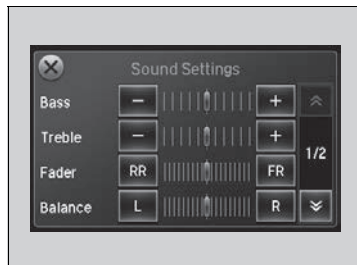 Sound Settings
Bass − +
Treble − +
1/2
Fader RR FR
Balance L R